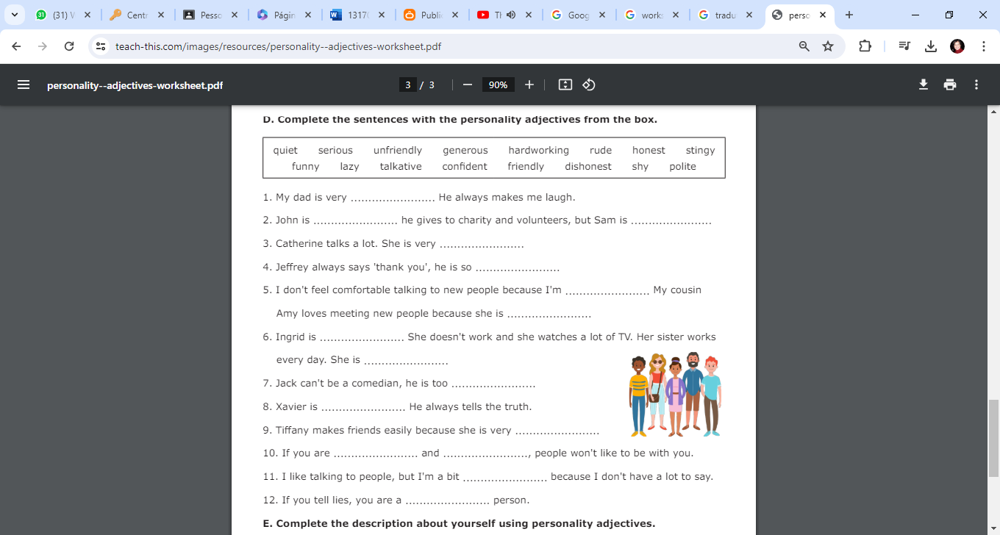 (31) W
Centr
Pesso
Págin
1317(
Public
Th
Goog
works
tradu
perso
teach-this.com/images/resources/personality--adjectives-worksheet.pdf
personality--adjectives-worksheet.pdf
3 / 3
90%
D. Complete the sentences with the personality adjectives from the box.
quiet serious unfriendly generous hardworking rude honest stingy
funny lazy talkative confident friendly dishonest shy polite
1. My dad is very ........................ He always makes me laugh.
2. John is ........................ he gives to charity and volunteers, but Sam is .......................
3. Catherine talks a lot. She is very ........................
4. Jeffrey always says 'thank you', he is so ........................
5. I don't feel comfortable talking to new people because I'm ........................ My cousin
Amy loves meeting new people because she is ........................
6. Ingrid is ........................ She doesn't work and she watches a lot of TV. Her sister works
every day. She is ........................
7. Jack can't be a comedian, he is too ........................
8. Xavier is ........................ He always tells the truth.
9. Tiffany makes friends easily because she is very ........................
10. If you are ........................ and ........................, people won't like to be with you.
11. I like talking to people, but I'm a bit ........................ because I don't have a lot to say.
12. If you tell lies, you are a ........................ person.
E. Complete the description about yourself using personality adjectives.